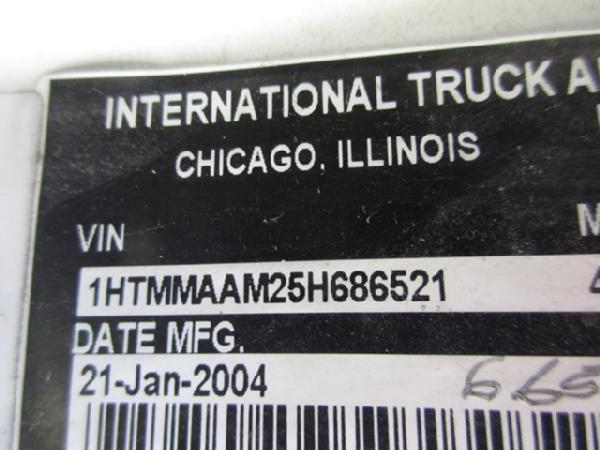 INTERNATIONAL TRUCK
CHICAGO, ILLINOIS
VIN
1HTMMAAM25H686521
DATE MFG.
21-Jan-2004